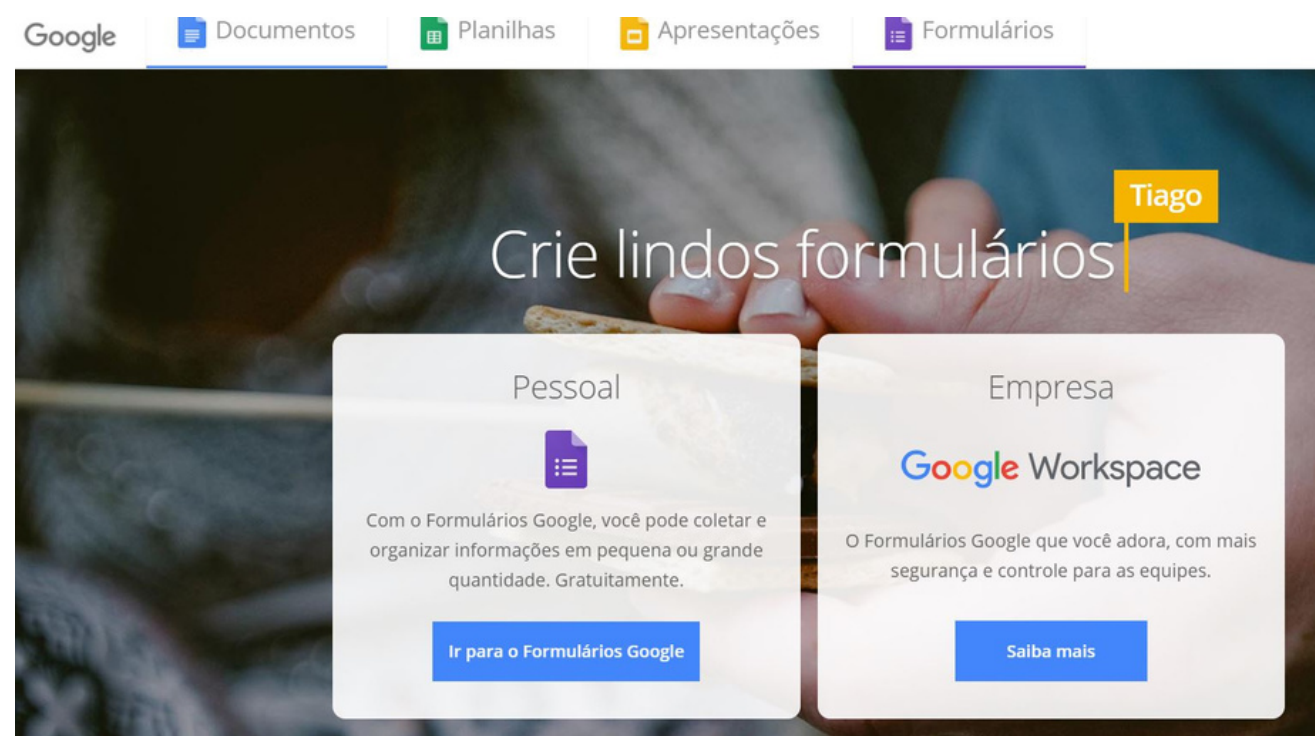 Google Documentos Planilhas Apresentações Formulários
Tiago
Crie lindos formulários
Pessoal
Com o Formulários Google, você pode coletar e
organizar informações em pequena ou grande
quantidade. Gratuitamente.
Ir para o Formulários Google
Empresa
Google Workspace
O Formulários Google que você adora, com mais
segurança e controle para as equipes.
Saiba mais